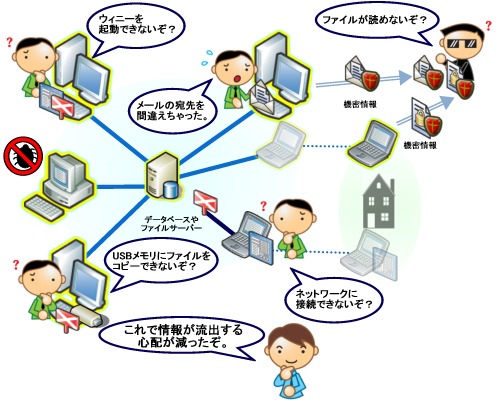 ?
ウィニーを
起動できないぞ？
ファイルが読めないぞ？
?
メールの宛先を
間違えちゃった。
機密情報
機密情報
データベースや
ファイルサーバー
?
?
USBメモリにファイルを
コピーできないぞ？
ネットワークに
接続できないぞ？
これで情報が流出する
心配が減ったぞ。